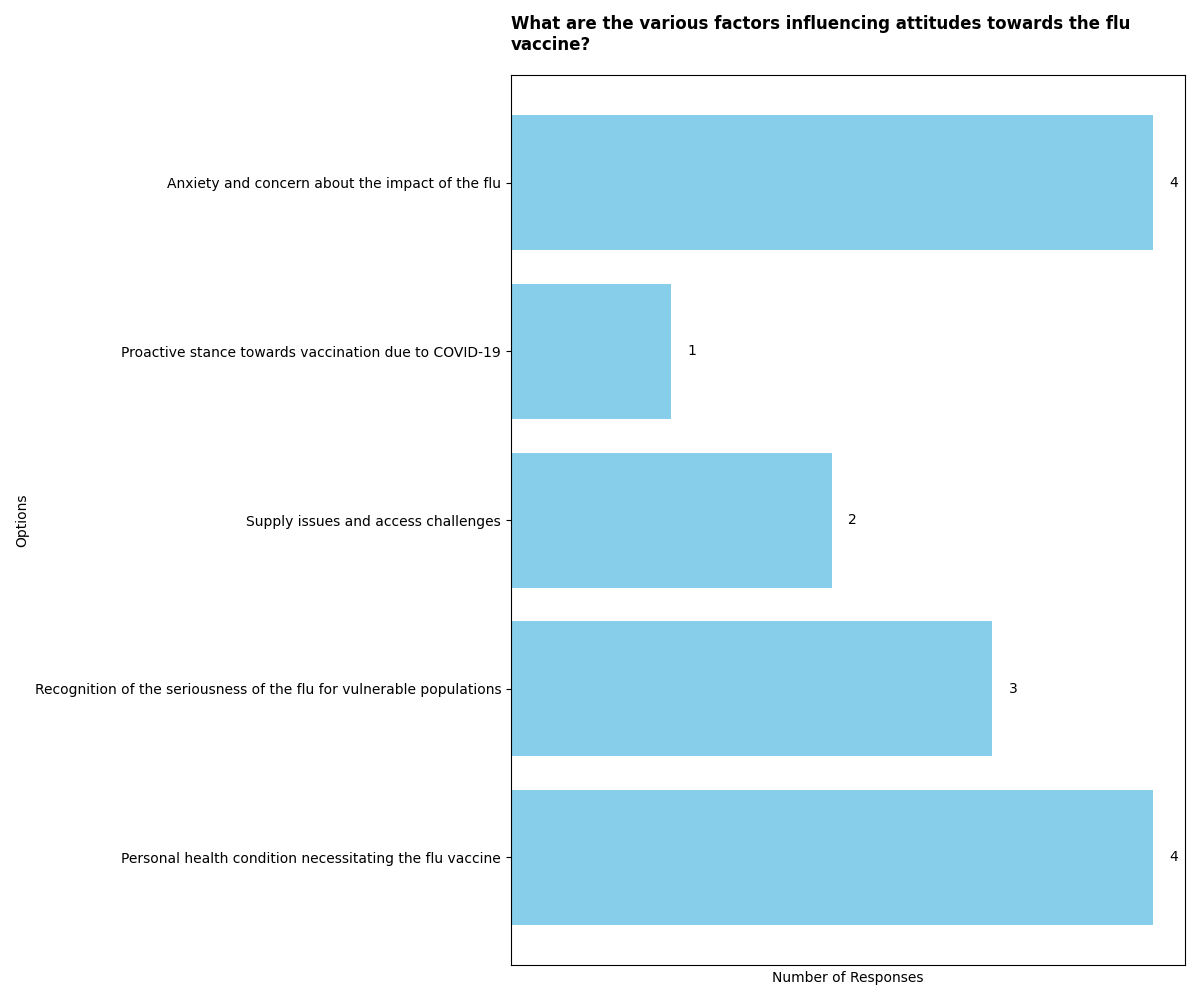 What are the various factors influencing attitudes towards the flu
vaccine?
Anxiety and concern about the impact of the flu
4
Proactive stance towards vaccination due to COVID-19
1
Supply issues and access challenges
2
Options
Recognition of the seriousness of the flu for vulnerable populations
3
Personal health condition necessitating the flu vaccine
4
Number of Responses